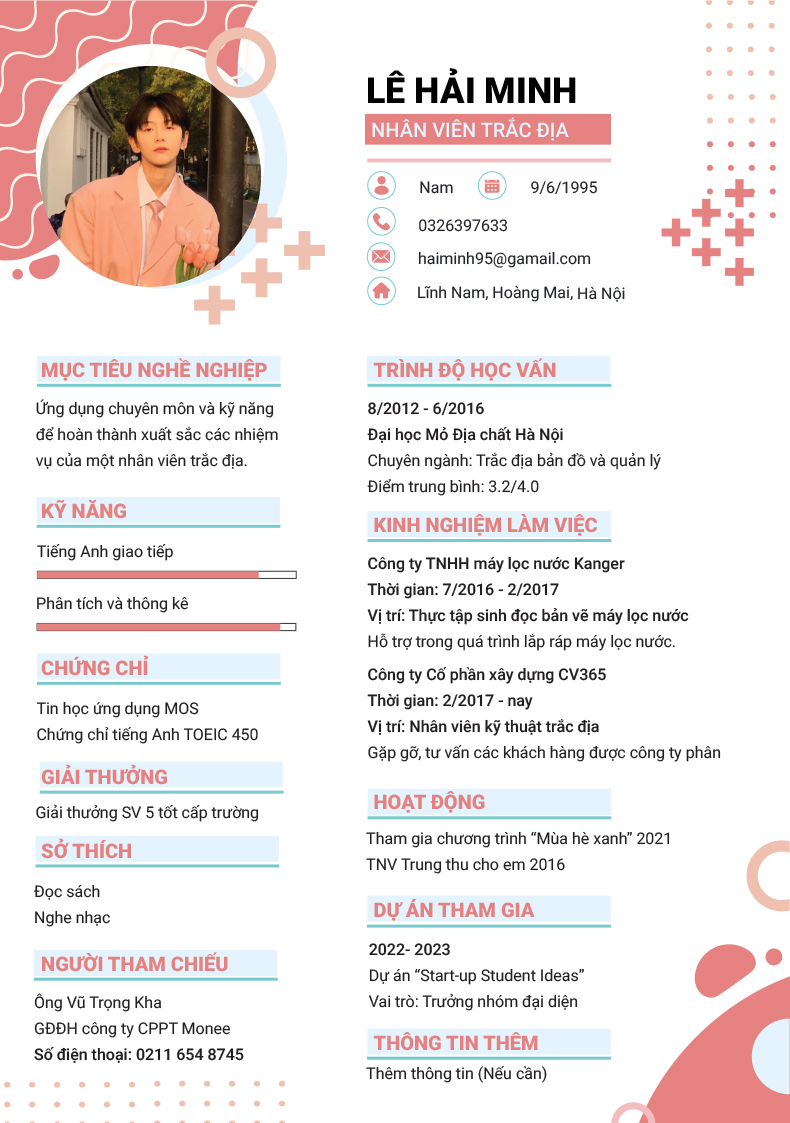 LÊ HẢI MINH
NHÂN VIÊN TRẮC ĐỊA
Nam 9/6/1995
0326397633
haiminh95@gamail.com
Lĩnh Nam, Hoàng Mai, Hà Nội
MỤC TIÊU NGHỀ NGHIỆP
Ứng dụng chuyên môn và kỹ năng
để hoàn thành xuất sắc các nhiệm
vụ của một nhân viên trắc địa.
KỸ NĂNG
Tiếng Anh giao tiếp
Phân tích và thông kê
CHỨNG CHỈ
Tin học ứng dụng MOS
Chứng chỉ tiếng Anh TOEIC 450
GIẢI THƯỞNG
Giải thưởng SV 5 tốt cấp trường
SỞ THÍCH
Đọc sách
Nghe nhạc
NGƯỜI THAM CHIẾU
Ông Vũ Trọng Kha
GĐĐH công ty CPPT Monee
Số điện thoại: 0211 654 8745
TRÌNH ĐỘ HỌC VẤN
8/2012 - 6/2016
Đại học Mỏ Địa chất Hà Nội
Chuyên ngành: Trắc địa bản đồ và quản lý
Điểm trung bình: 3.2/4.0
KINH NGHIỆM LÀM VIỆC
Công ty TNHH máy lọc nước Kanger
Thời gian: 7/2016 - 2/2017
Vị trí: Thực tập sinh đọc bản vẽ máy lọc nước
Hỗ trợ trong quá trình lắp ráp máy lọc nước.
Công ty Cố phần xây dựng CV365
Thời gian: 2/2017 - nay
Vị trí: Nhân viên kỹ thuật trắc địa
Gặp gỡ, tư vấn các khách hàng được công ty phân
HOẠT ĐỘNG
Tham gia chương trình “Mùa hè xanh” 2021
TNV Trung thu cho em 2016
DỰ ÁN THAM GIA
2022- 2023
Dự án “Start-up Student Ideas”
Vai trò: Trưởng nhóm đại diện
THÔNG TIN THÊM
Thêm thông tin (Nếu cần)